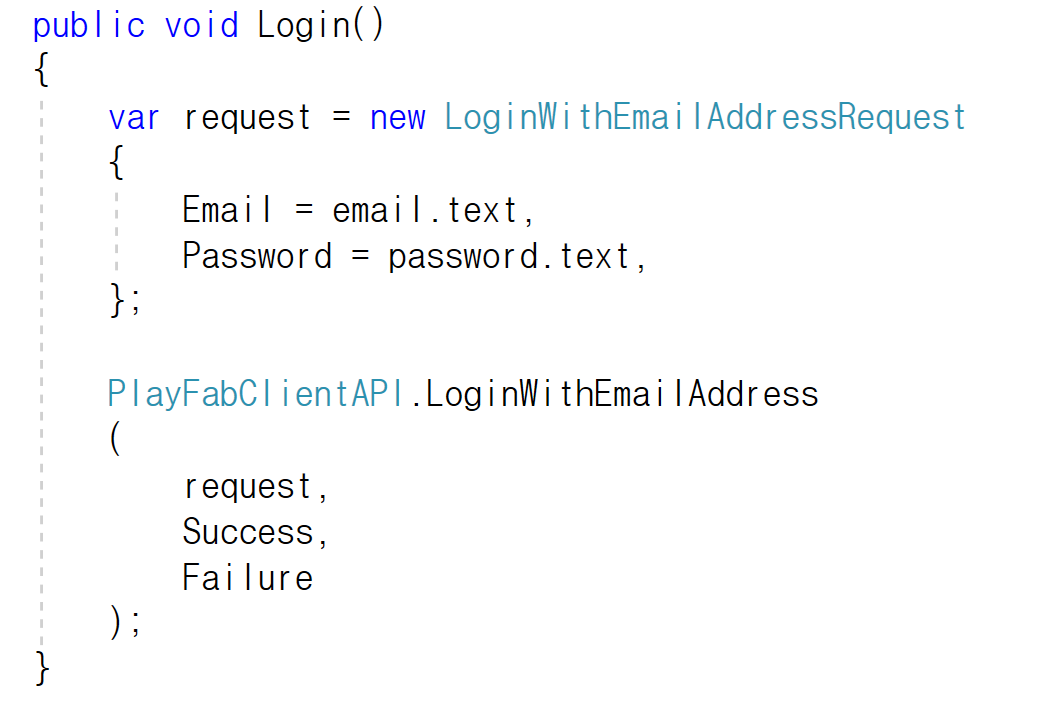 public void Login()
{
    var request = new LoginWithEmailAddressRequest
    {
        Email = email.text,
        Password = password.text,
    };

    PlayFabClientAPI.LoginWithEmailAddress
    (
        request,
        Success,
        Failure
    );
}